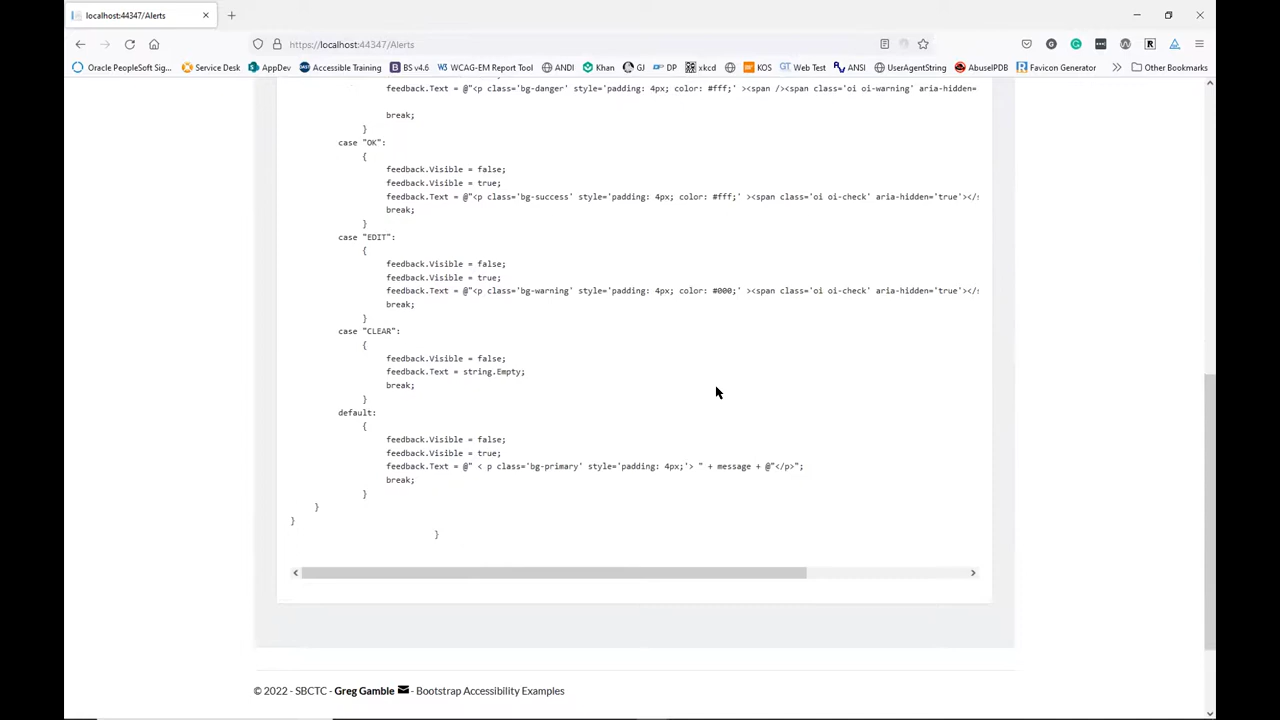 localhost:44347/Alerts
https://localhost:44347/Alerts
Oracle PeopleSoft Sig... Service Desk AppDev Accessible Training BS v4.6 WCAG-EM Report Tool ANDI Khan GJ DP xkcd KOS Web Test ANSI UserAgentString AbuseIPDB Favicon Generator Other Bookmarks
feedback.Text = @"<p class='bg-danger' style='padding: 4px; color: #fff;' ><span /><span class='oi oi-warning' aria-hidden=
break;
}
case "OK":
{
feedback.Visible = false;
feedback.Visible = true;
feedback.Text = @"<p class='bg-success' style='padding: 4px; color: #fff;' ><span class='oi oi-check' aria-hidden='true'></s
break;
}
case "EDIT":
{
feedback.Visible = false;
feedback.Visible = true;
feedback.Text = @"<p class='bg-warning' style='padding: 4px; color: #000;' ><span class='oi oi-check' aria-hidden='true'></s
break;
}
case "CLEAR":
{
feedback.Visible = false;
feedback.Text = string.Empty;
break;
}
default:
{
feedback.Visible = false;
feedback.Visible = true;
feedback.Text = @" < p class='bg-primary' style='padding: 4px;'> " + message + @"</p>";
break;
}
}
}
}
© 2022 - SBCTC - Greg Gamble - Bootstrap Accessibility Examples